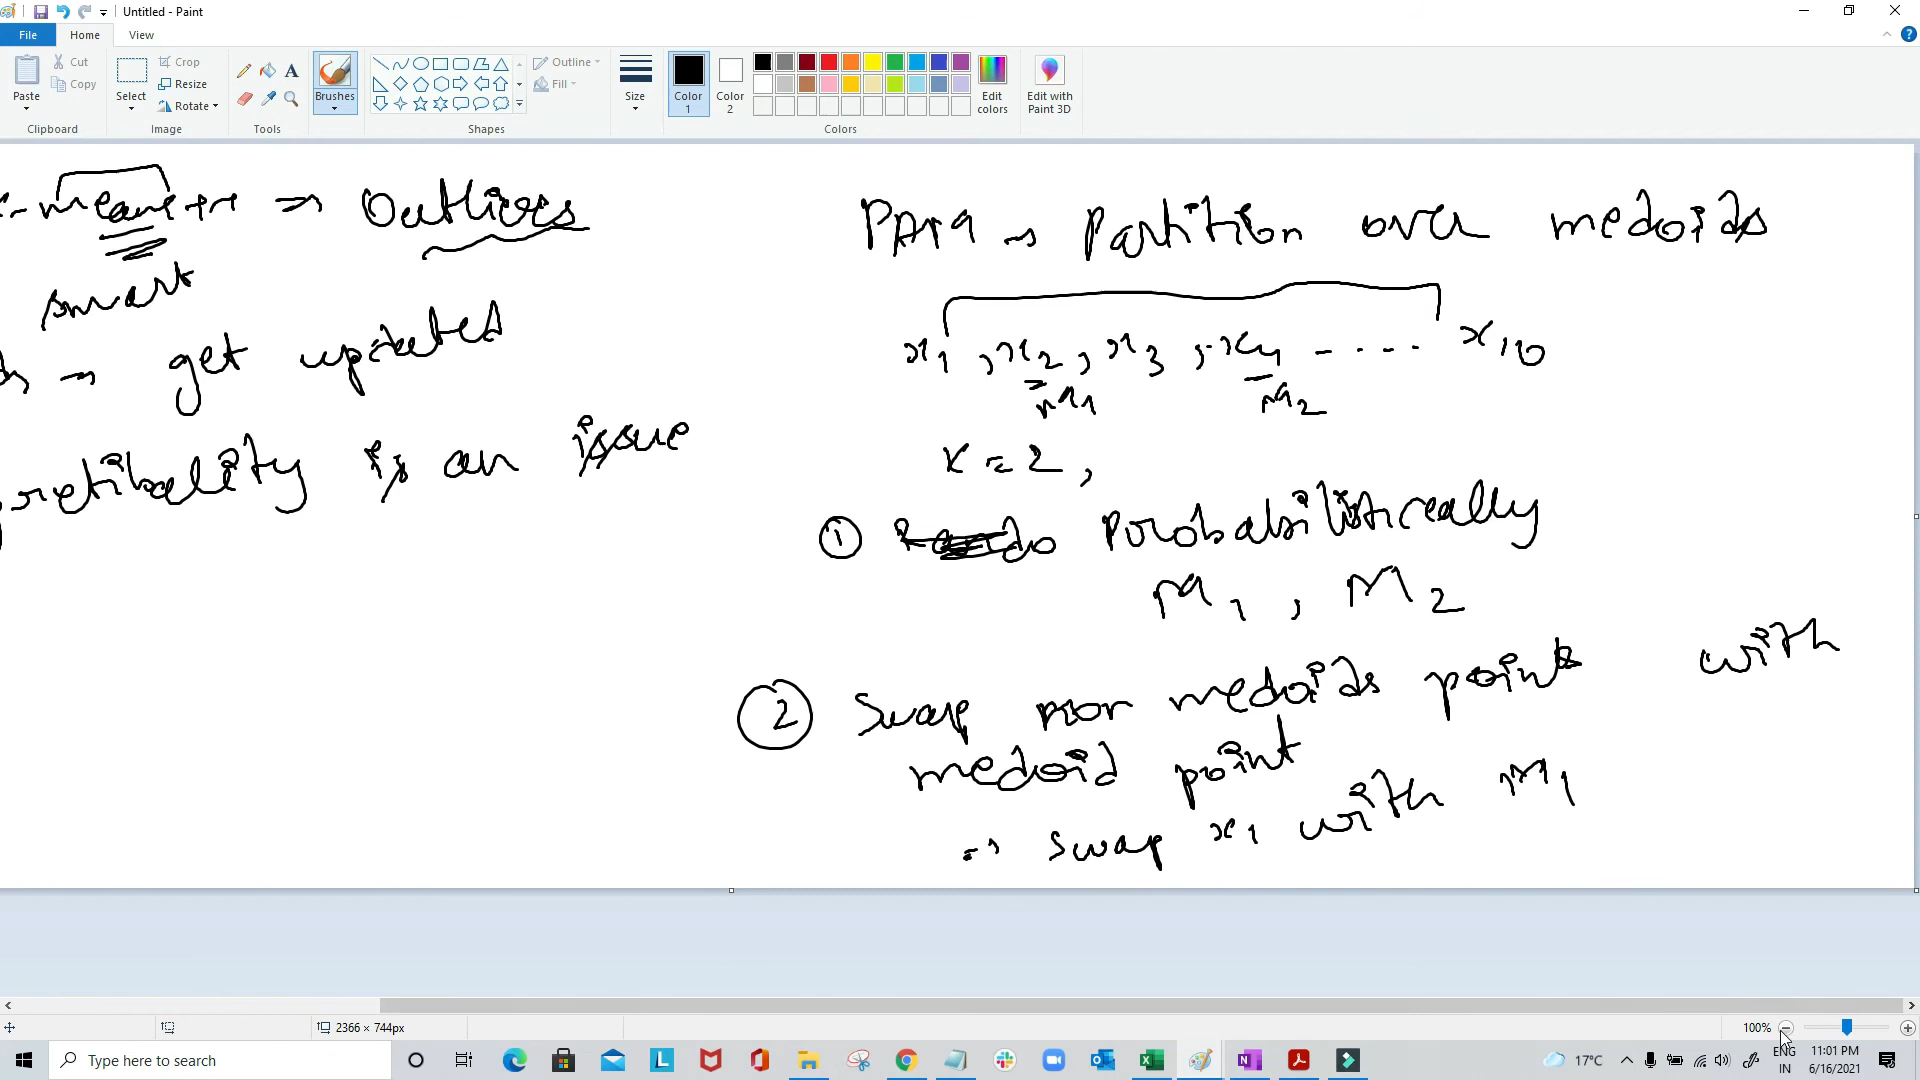 Untitled - Paint
File Home View
Paste
Cut
Copy
Clipboard
Select
Crop
Resize
Rotate
Image
Tools
Brushes
Shapes
Outline
Fill
Size
Color 1
Color 2
Colors
Edit colors
Edit with Paint 3D
means++ => Outliers
smart
→ get updated
is an issue
PAM → Partition over medoids
x1, x2, x3, x4 - .... x10
m1 m2
K = 2,
① Probabilistically
M1, M2
② Swap non medoids point with
medoid point
=> swap x1 with M1
2366 × 744px
100%
Type here to search
17°C
ENG
IN
11:01 PM
6/16/2021